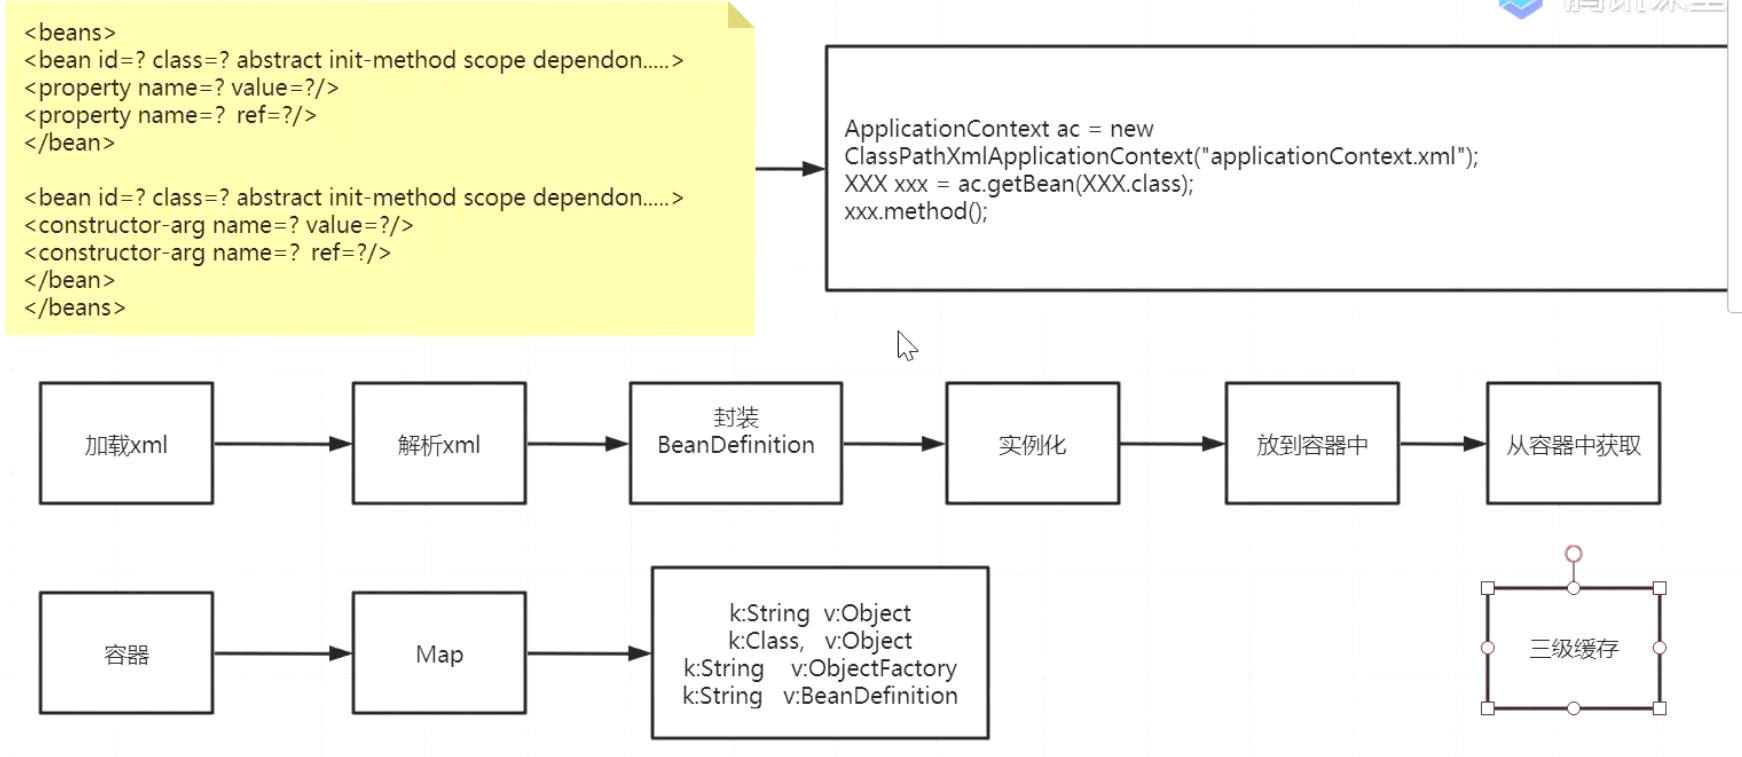 <beans>
<bean id=? class=? abstract init-method scope dependon.....>
<property name=? value=?/>
<property name=?  ref=?/>
</bean>
<bean id=? class=? abstract init-method scope dependon.....>
<constructor-arg name=? value=?/>
<constructor-arg name=?  ref=?/>
</bean>
</beans>
ApplicationContext ac = new
ClassPathXmlApplicationContext("applicationContext.xml");
XXX xxx = ac.getBean(XXX.class);
xxx.method();
加载xml
解析xml
封装
BeanDefinition
实例化
放到容器中
从容器中获取
容器
Map
k:String  v:Object
k:Class,   v:Object
k:String    v:ObjectFactory
k:String   v:BeanDefinition
三级缓存